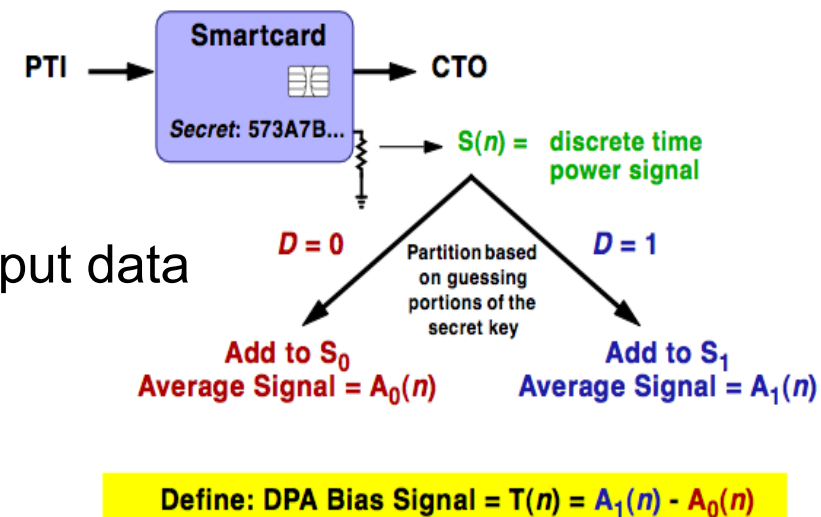 Smartcard
PTI
CTO
Secret: 573A7B...
S(n) = discrete time
power signal
put data
D = 0
D = 1
Partition based
on guessing
portions of the
secret key
Add to S₀
Average Signal = A₀(n)
Add to S₁
Average Signal = A₁(n)
Define: DPA Bias Signal = T(n) = A₁(n) - A₀(n)